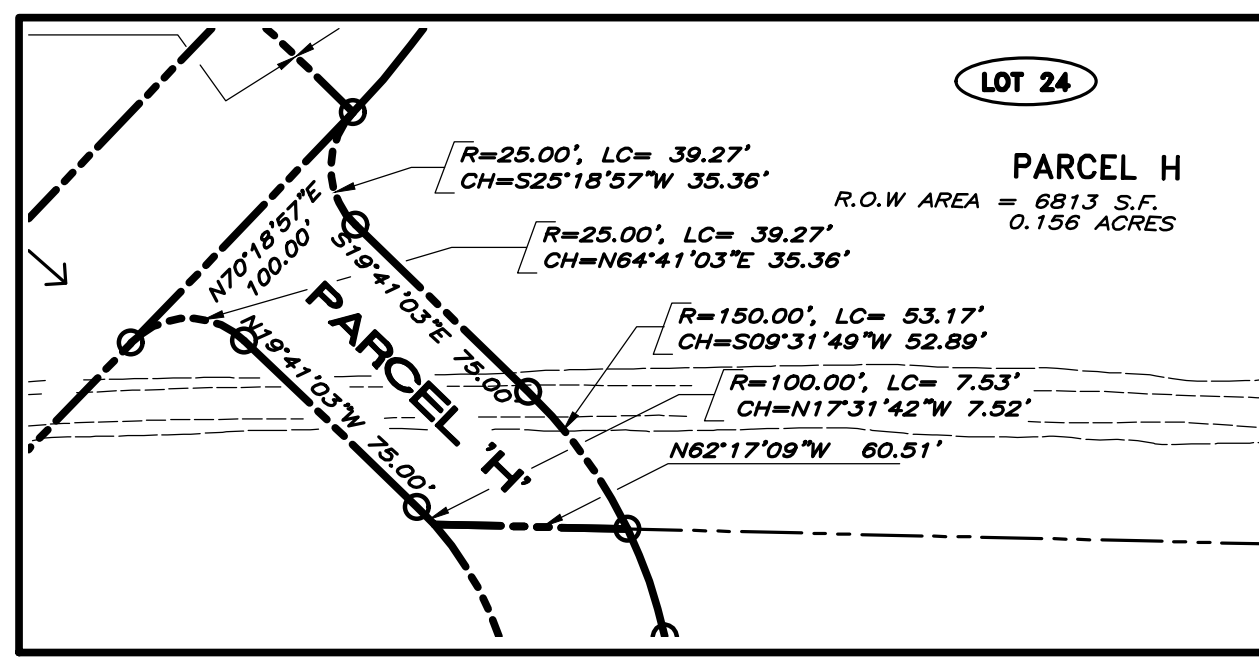 LOT 24
PARCEL H
R.O.W AREA = 6813 S.F.
0.156 ACRES
R=25.00', LC= 39.27'
CH=S25°18'57"W 35.36'
R=25.00', LC= 39.27'
CH=N64°41'03"E 35.36'
N70°18'57"E
100.00'
S19°41'03"E 75.00'
PARCEL 'H'
N19°41'03"W 75.00'
R=150.00', LC= 53.17'
CH=S09°31'49"W 52.89'
R=100.00', LC= 7.53'
CH=N17°31'42"W 7.52'
N62°17'09"W 60.51'